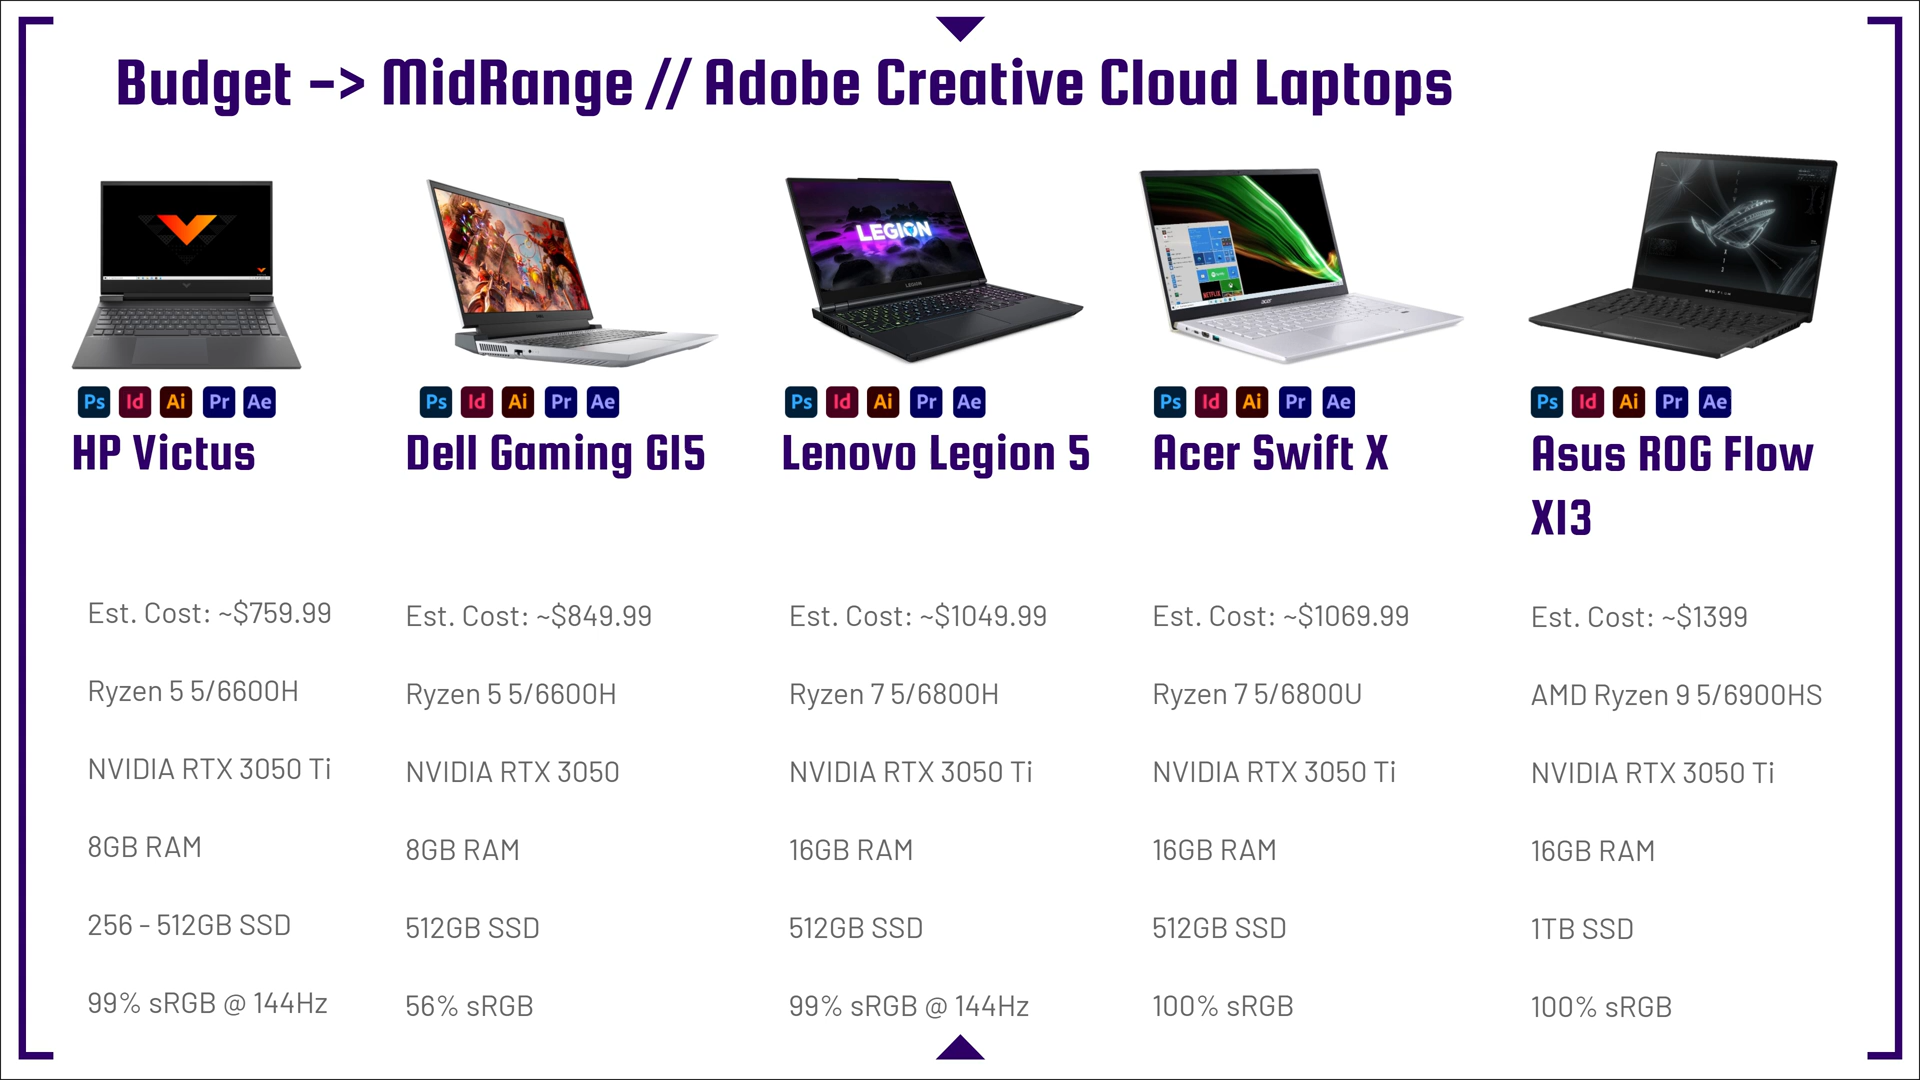 Budget -> MidRange // Adobe Creative Cloud Laptops
LEGION
acer
NETFLIX
Ps Id Ai Pr Ae
HP Victus
Est. Cost: ~$759.99
Ryzen 5 5/6600H
NVIDIA RTX 3050 Ti
8GB RAM
256 - 512GB SSD
99% sRGB @ 144Hz
Ps Id Ai Pr Ae
Dell Gaming G15
Est. Cost: ~$849.99
Ryzen 5 5/6600H
NVIDIA RTX 3050
8GB RAM
512GB SSD
56% sRGB
Ps Id Ai Pr Ae
Lenovo Legion 5
Est. Cost: ~$1049.99
Ryzen 7 5/6800H
NVIDIA RTX 3050 Ti
16GB RAM
512GB SSD
99% sRGB @ 144Hz
Ps Id Ai Pr Ae
Acer Swift X
Est. Cost: ~$1069.99
Ryzen 7 5/6800U
NVIDIA RTX 3050 Ti
16GB RAM
512GB SSD
100% sRGB
Ps Id Ai Pr Ae
Asus ROG Flow
X13
Est. Cost: ~$1399
AMD Ryzen 9 5/6900HS
NVIDIA RTX 3050 Ti
16GB RAM
1TB SSD
100% sRGB